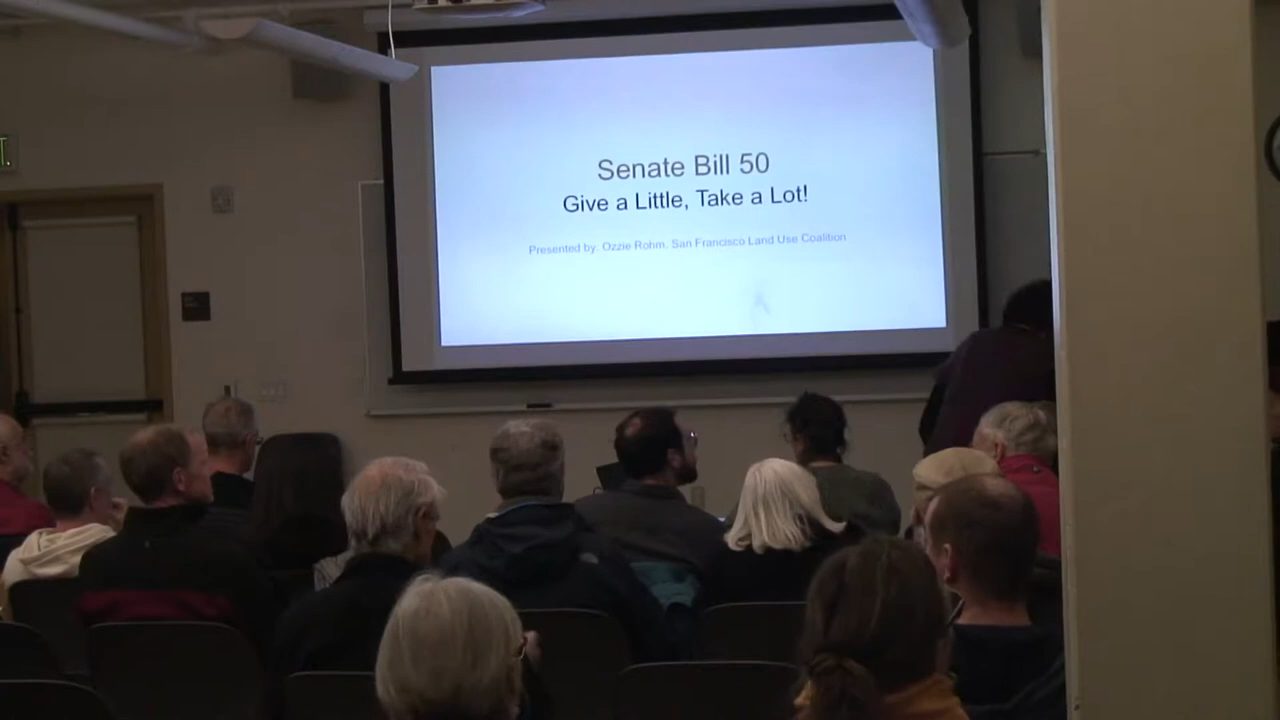 Senate Bill 50
Give a Little, Take a Lot!
Presented by: Ozzie Rohm, San Francisco Land Use Coalition